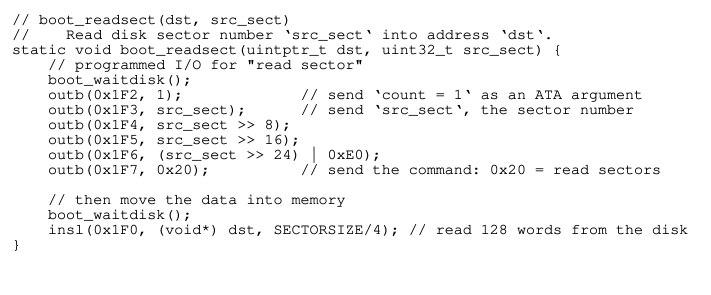 // boot_readsect(dst, src_sect)
//    Read disk sector number ‛src_sect‛ into address ‛dst‛.
static void boot_readsect(uintptr_t dst, uint32_t src_sect) {
    // programmed I/O for "read sector"
    boot_waitdisk();
    outb(0x1F2, 1);             // send ‛count = 1‛ as an ATA argument
    outb(0x1F3, src_sect);      // send ‛src_sect‛, the sector number
    outb(0x1F4, src_sect >> 8);
    outb(0x1F5, src_sect >> 16);
    outb(0x1F6, (src_sect >> 24) | 0xE0);
    outb(0x1F7, 0x20);          // send the command: 0x20 = read sectors

    // then move the data into memory
    boot_waitdisk();
    insl(0x1F0, (void*) dst, SECTORSIZE/4); // read 128 words from the disk
}